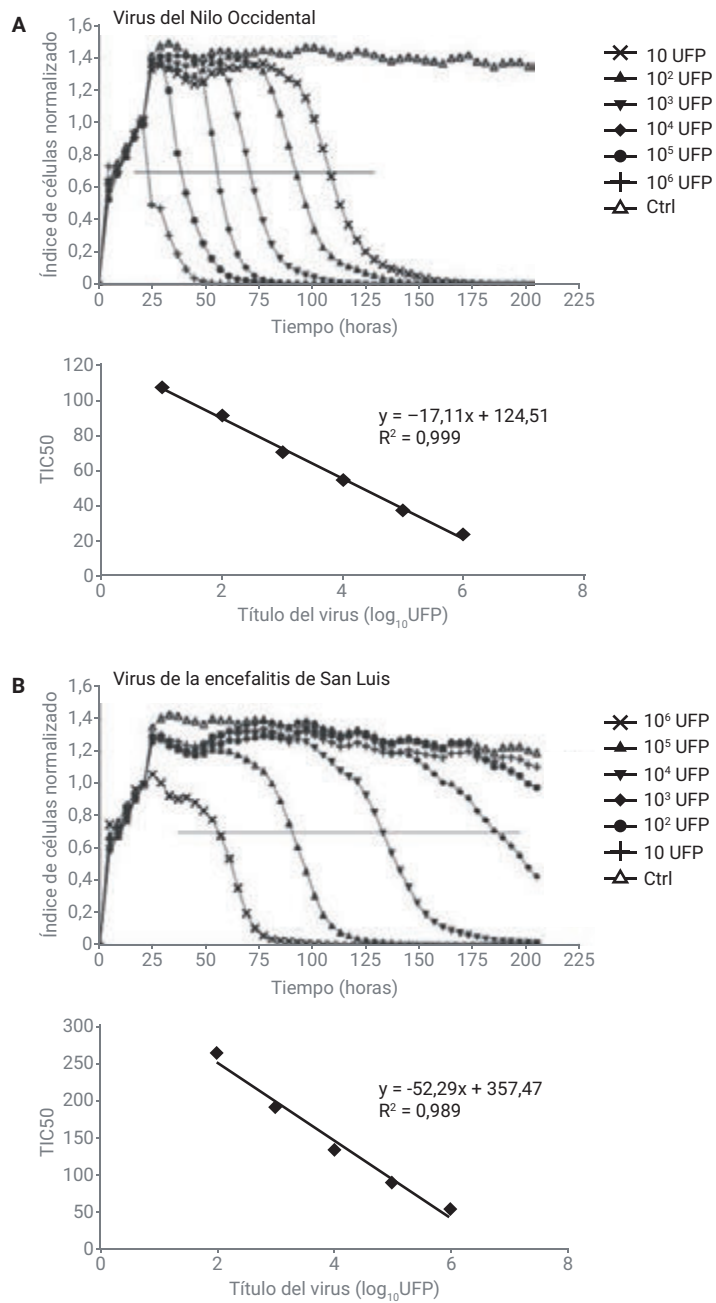 A
Virus del Nilo Occidental
Índice de células normalizado
1,6
1,4
1,2
1,0
0,8
0,6
0,4
0,2
0
0 25 50 75 100 125 150 175 200 225
Tiempo (horas)
10 UFP
10² UFP
10³ UFP
10⁴ UFP
10⁵ UFP
10⁶ UFP
Ctrl
TIC50
120
100
80
60
40
20
0
y = –17,11x + 124,51
R² = 0,999
0 2 4 6 8
Título del virus (log₁₀UFP)
B
Virus de la encefalitis de San Luis
Índice de células normalizado
1,6
1,4
1,2
1,0
0,8
0,6
0,4
0,2
0
0 25 50 75 100 125 150 175 200 225
Tiempo (horas)
10⁶ UFP
10⁵ UFP
10⁴ UFP
10³ UFP
10² UFP
10 UFP
Ctrl
TIC50
300
250
200
150
100
50
0
y = -52,29x + 357,47
R² = 0,989
0 2 4 6 8
Título del virus (log₁₀UFP)